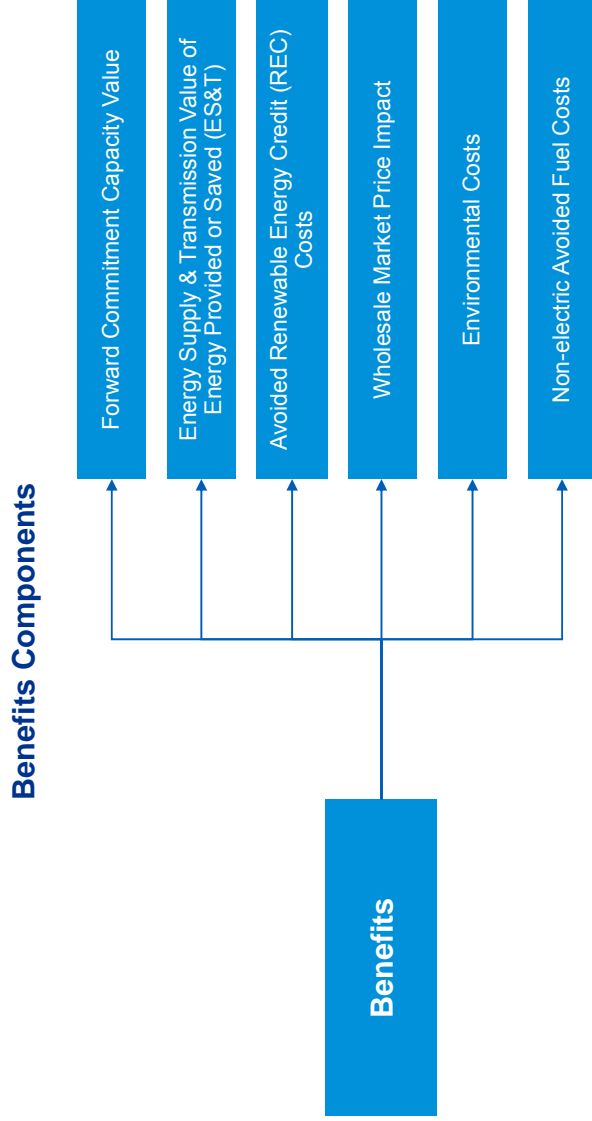 Benefits Components
Benefits
Forward Commitment Capacity Value
Energy Supply & Transmission Value of
Energy Provided or Saved (ES&T)
Avoided Renewable Energy Credit (REC)
Costs
Wholesale Market Price Impact
Environmental Costs
Non-electric Avoided Fuel Costs